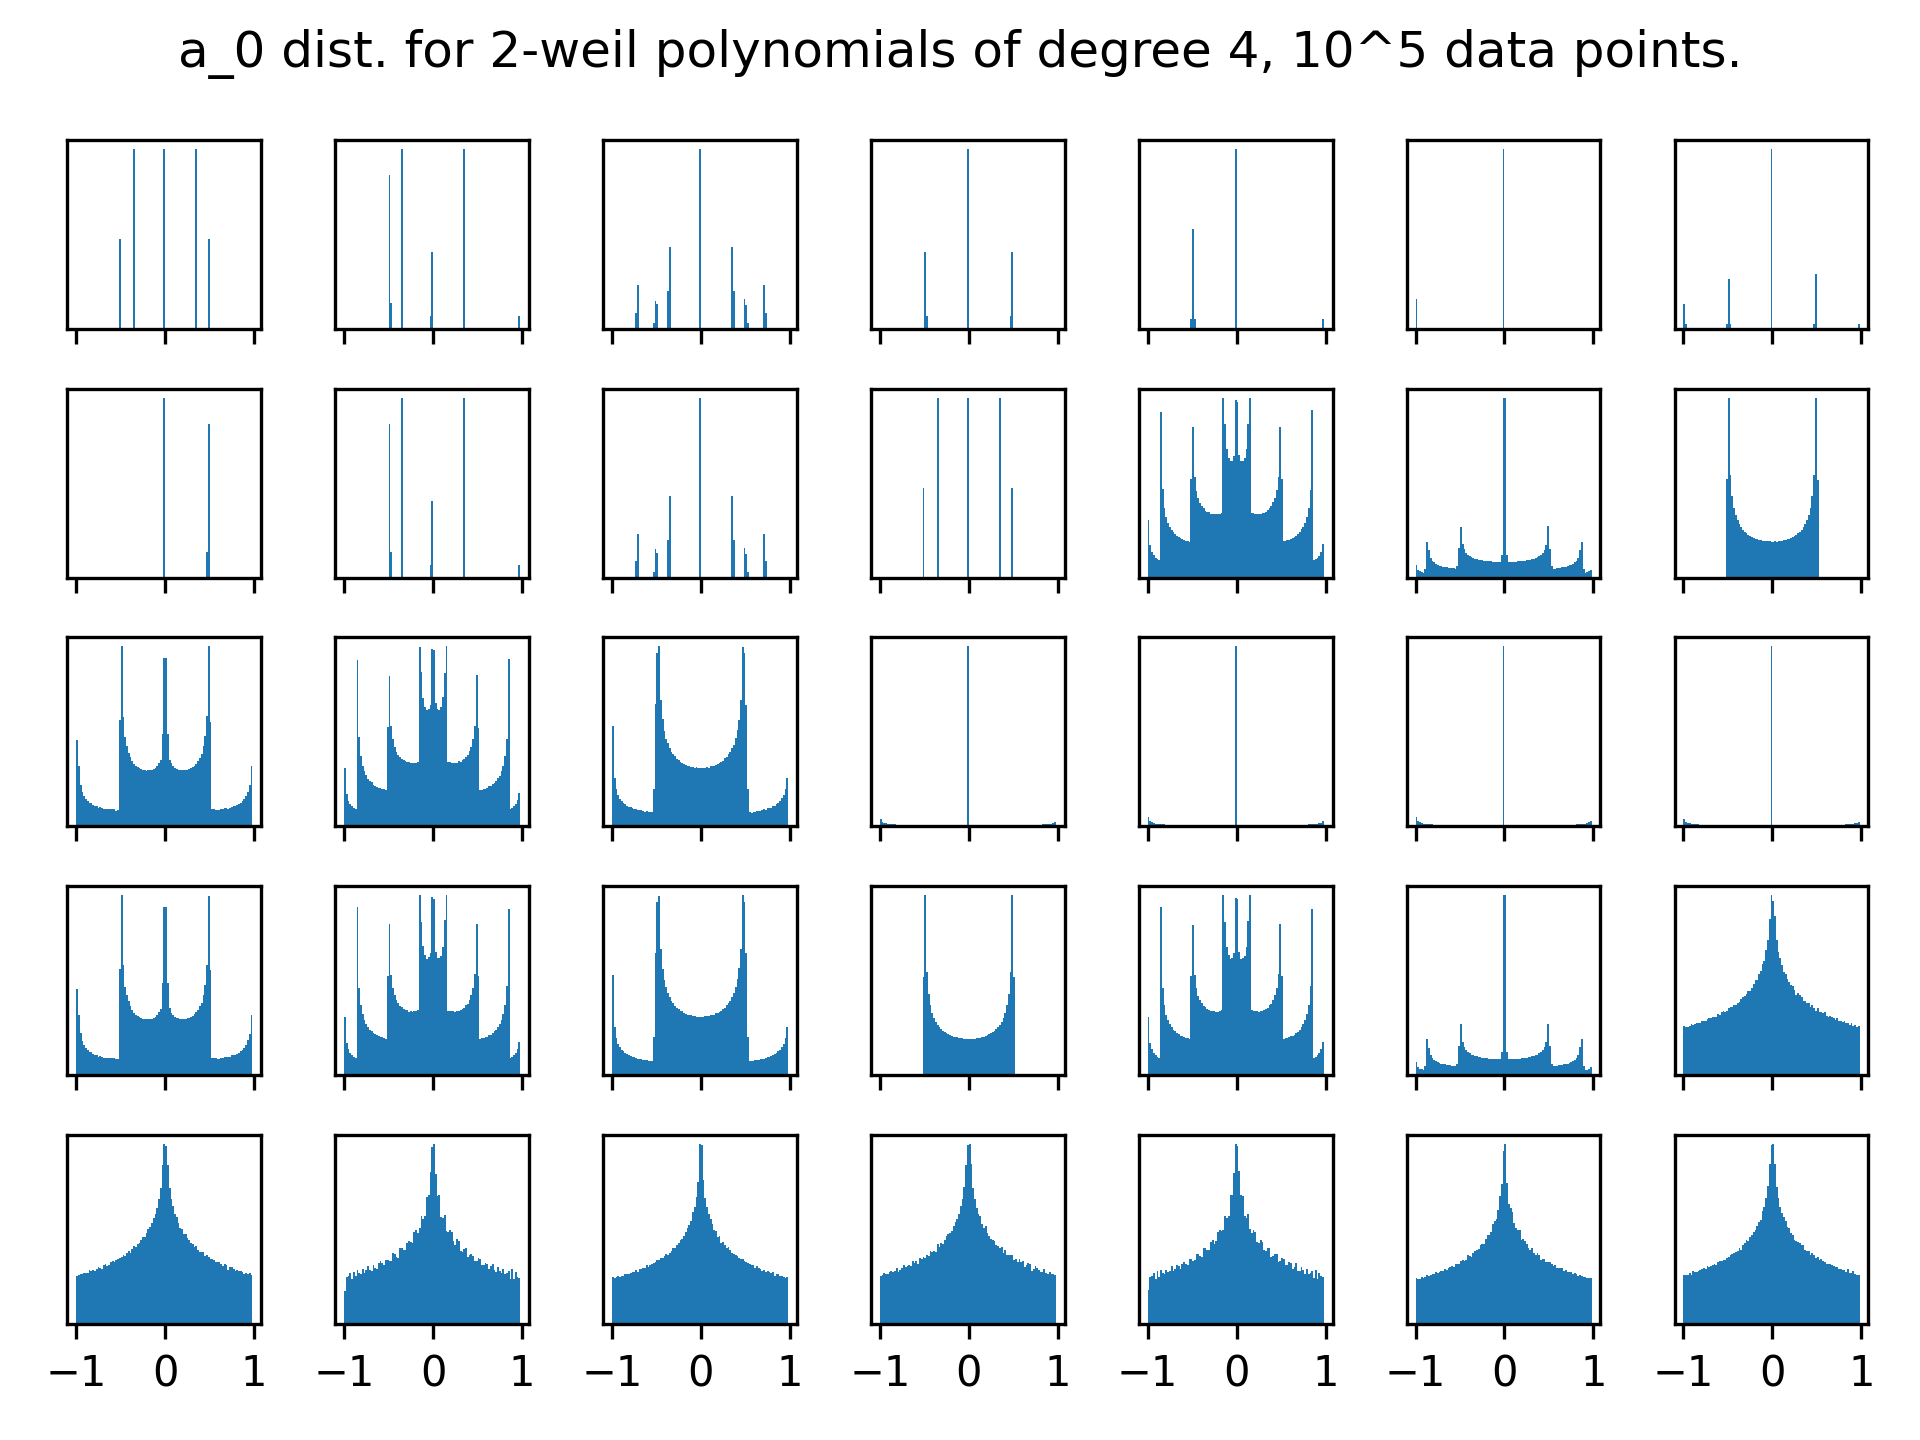 a_0 dist. for 2-weil polynomials of degree 4, 10^5 data points.
−1 0 1 −1 0 1 −1 0 1 −1 0 1 −1 0 1 −1 0 1 −1 0 1